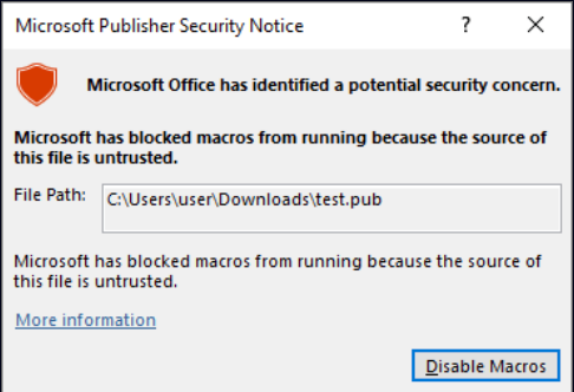 Microsoft Publisher Security Notice ? ×
Microsoft Office has identified a potential security concern.
Microsoft has blocked macros from running because the source of
this file is untrusted.
File Path: C:\Users\user\Downloads\test.pub
Microsoft has blocked macros from running because the source of
this file is untrusted.
More information
Disable Macros